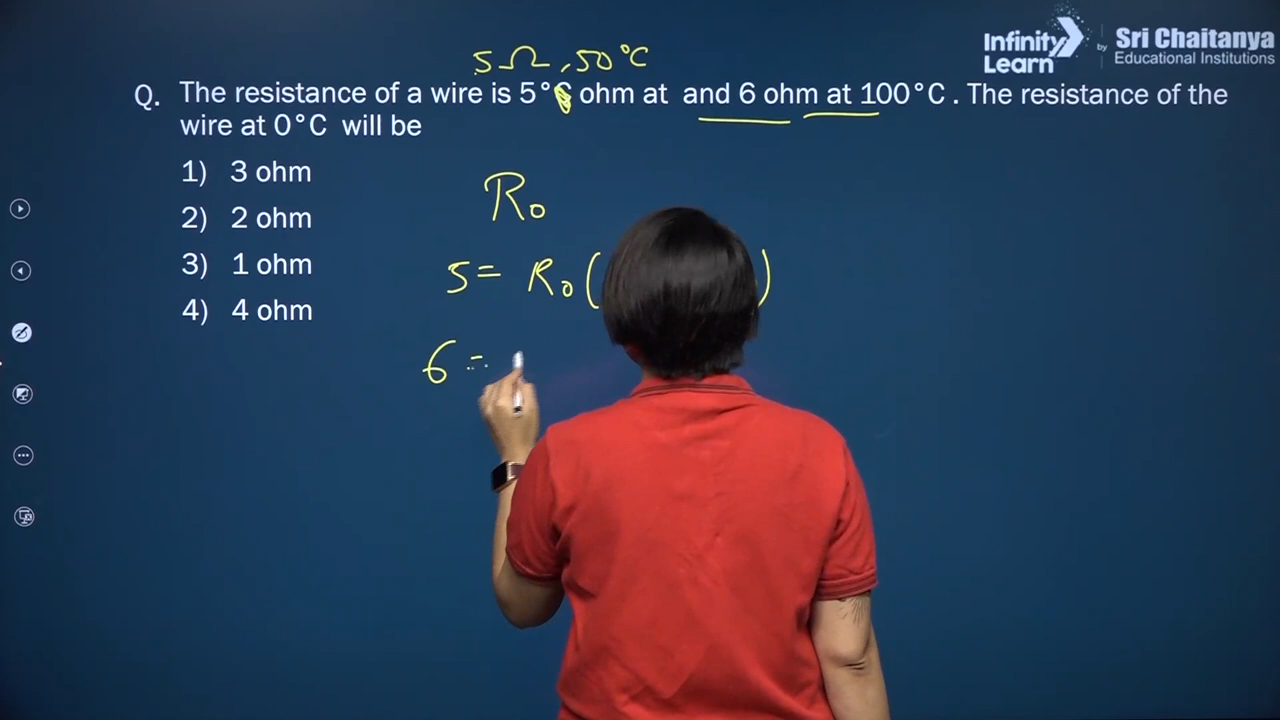 Infinity Learn by Sri Chaitanya Educational Institutions
5 Ω, 50°C
Q. The resistance of a wire is 5° ohm at and 6 ohm at 100°C . The resistance of the
wire at 0°C will be
1) 3 ohm
2) 2 ohm
3) 1 ohm
4) 4 ohm
R₀
5 = R₀ ( )
6 =